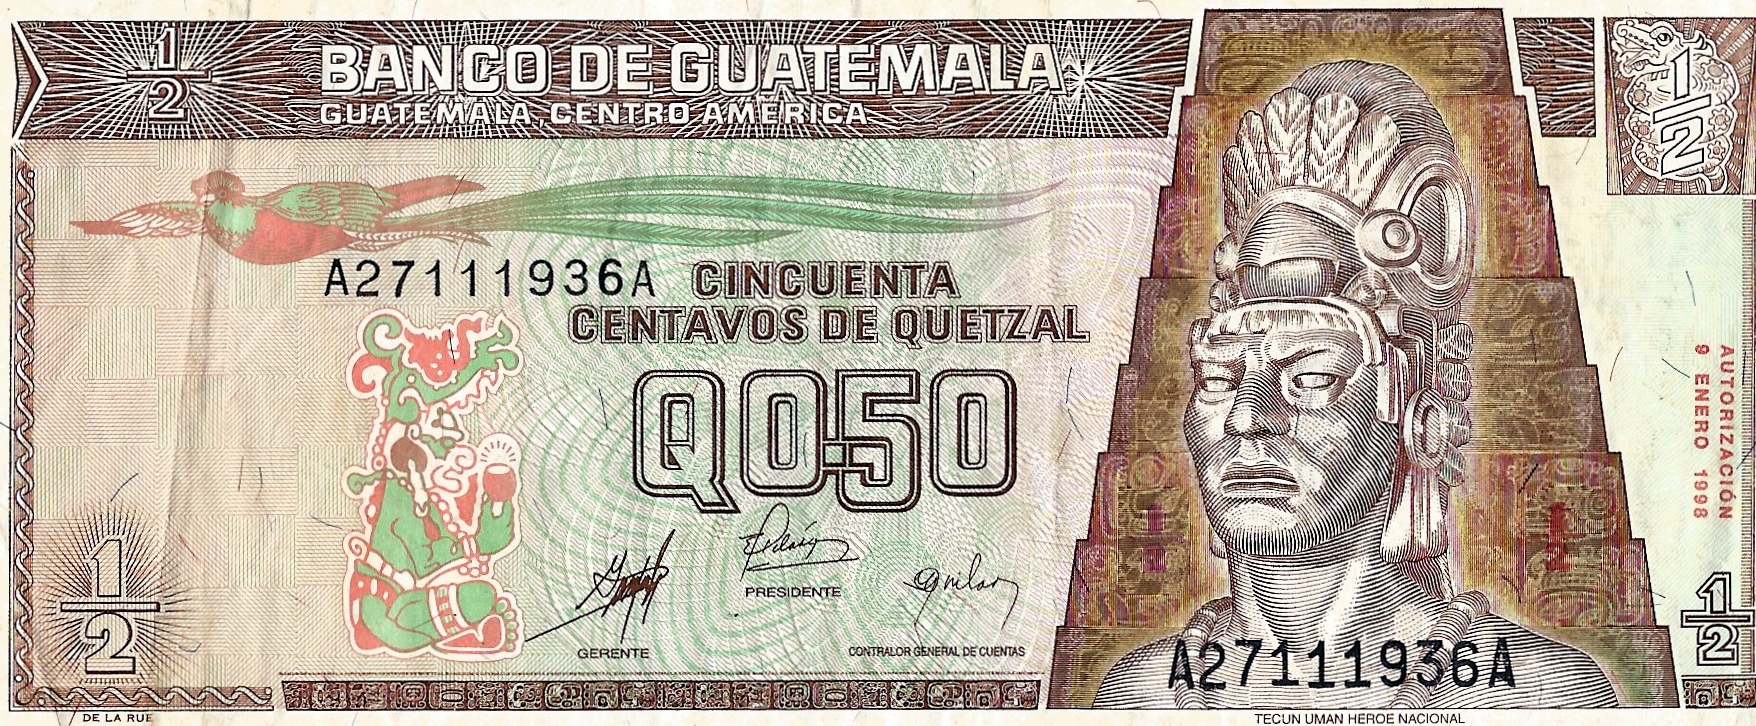 1/2
BANCO DE GUATEMALA
GUATEMALA, CENTRO AMÉRICA
1/2
A27111936A
CINCUENTA
CENTAVOS DE QUETZAL
Q0.50
AUTORIZACIÓN
9 ENERO 1998
1/2
GERENTE
PRESIDENTE
CONTRALOR GENERAL DE CUENTAS
1/2
A27111936A
DE LA RUE
TECUN UMAN HEROE NACIONAL